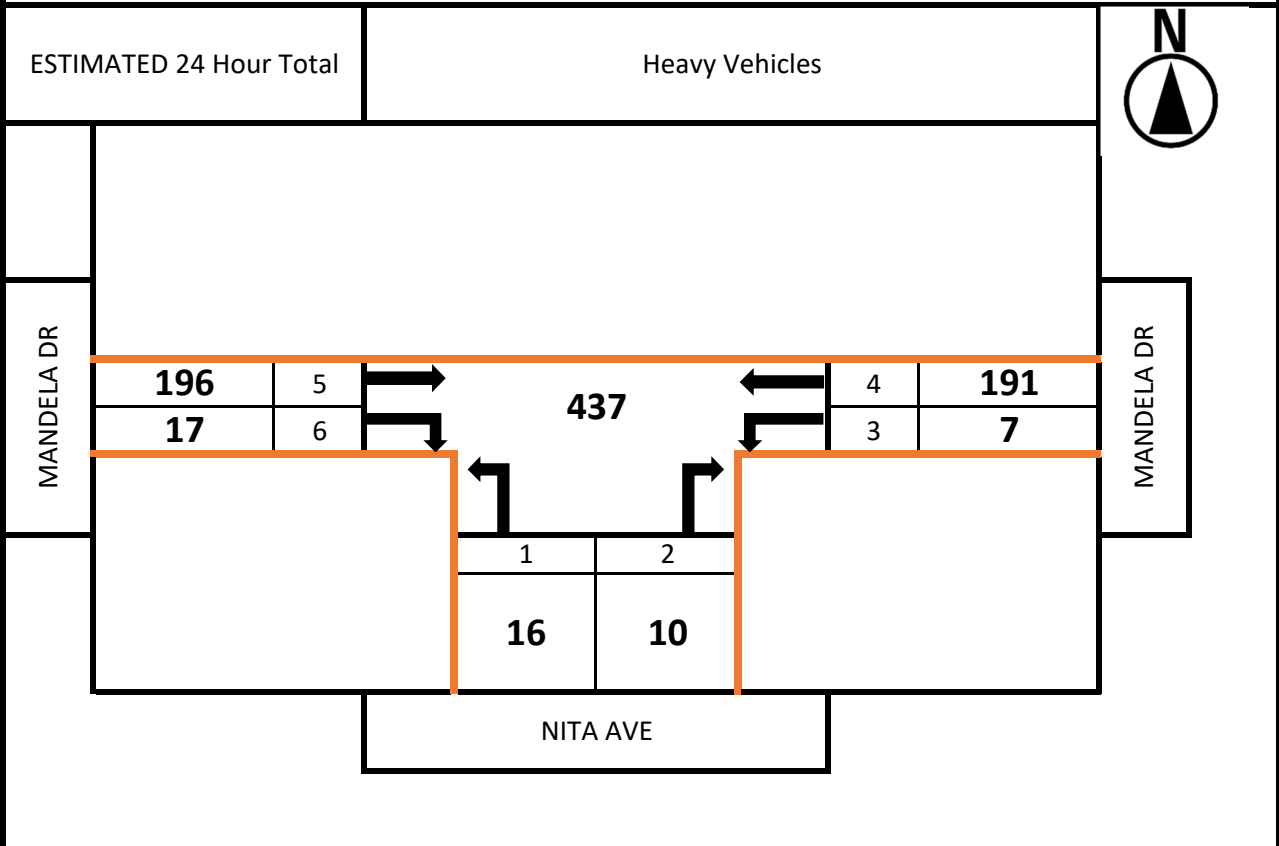 ESTIMATED 24 Hour Total
Heavy Vehicles
N
MANDELA DR
196
5
437
4
191
MANDELA DR
17
6
3
7
1
2
16
10
NITA AVE